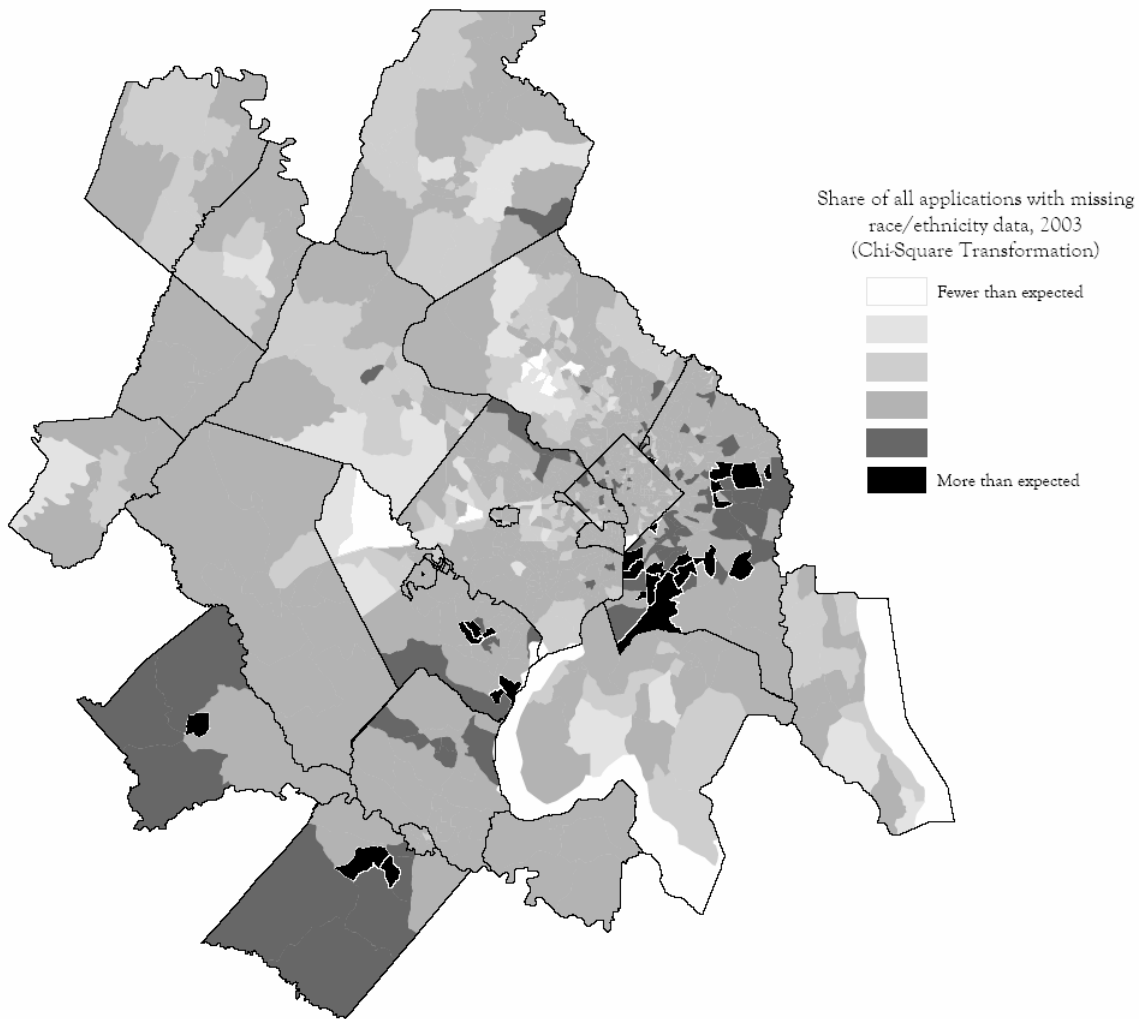 Share of all applications with missing
race/ethnicity data, 2003
(Chi-Square Transformation)
Fewer than expected
More than expected